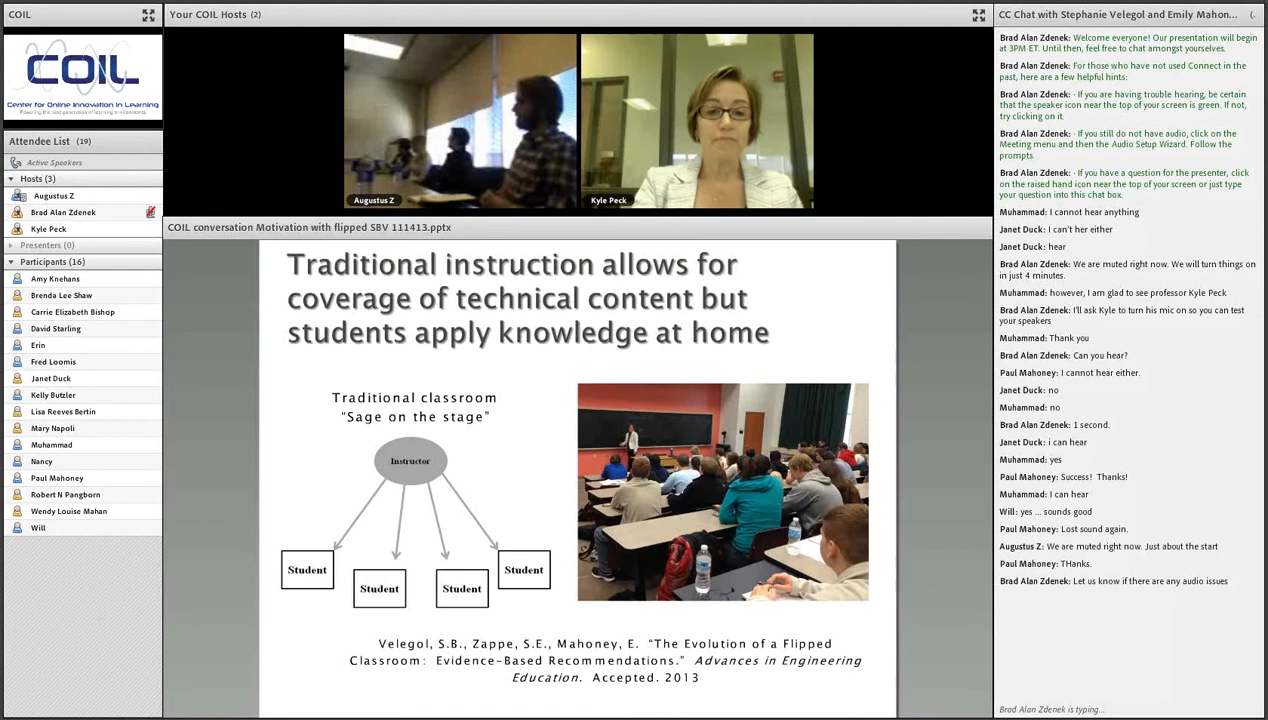 COIL
COIL
Center for Online Innovation in Learning
Powering the next generation of learning environments.
Attendee List (19)
Active Speakers
Hosts (3)
Augustus Z
Brad Alan Zdenek
Kyle Peck
Presenters (0)
Participants (16)
Amy Knehans
Brenda Lee Shaw
Carrie Elizabeth Bishop
David Starling
Erin
Fred Loomis
Janet Duck
Kelly Butzler
Lisa Reeves Bertin
Mary Napoli
Muhammad
Nancy
Paul Mahoney
Robert N Pangborn
Wendy Louise Mahan
Will
Your COIL Hosts (2)
Augustus Z
Kyle Peck
COIL conversation Motivation with flipped SBV 111413.pptx
Traditional instruction allows for
coverage of technical content but
students apply knowledge at home
Traditional classroom
“Sage on the stage”
Instructor
Student
Student
Student
Student
Velegol, S.B., Zappe, S.E., Mahoney, E. “The Evolution of a Flipped
Classroom: Evidence-Based Recommendations.” Advances in Engineering
Education. Accepted. 2013
CC Chat with Stephanie Velegol and Emily Mahon...
Brad Alan Zdenek: Welcome everyone! Our presentation will begin
at 3PM ET. Until then, feel free to chat amongst yourselves.
Brad Alan Zdenek: For those who have not used Connect in the
past, here are a few helpful hints:
Brad Alan Zdenek: · If you are having trouble hearing, be certain
that the speaker icon near the top of your screen is green. If not,
try clicking on it.
Brad Alan Zdenek: · If you still do not have audio, click on the
Meeting menu and then the Audio Setup Wizard. Follow the
prompts.
Brad Alan Zdenek: · If you have a question for the presenter, click
on the raised hand icon near the top of your screen or just type
your question into this chat box.
Muhammad: I cannot hear anything
Janet Duck: I can't her either
Janet Duck: hear
Brad Alan Zdenek: We are muted right now. We will turn things on
in just 4 minutes.
Muhammad: however, I am glad to see professor Kyle Peck
Brad Alan Zdenek: I'll ask Kyle to turn his mic on so you can test
your speakers
Muhammad: Thank you
Brad Alan Zdenek: Can you hear?
Paul Mahoney: I cannot hear either.
Janet Duck: no
Muhammad: no
Brad Alan Zdenek: 1 second.
Janet Duck: i can hear
Muhammad: yes
Paul Mahoney: Success! Thanks!
Muhammad: I can hear
Will: yes ... sounds good
Paul Mahoney: Lost sound again.
Augustus Z: We are muted right now. Just about the start
Paul Mahoney: THanks.
Brad Alan Zdenek: Let us know if there are any audio issues
Brad Alan Zdenek is typing...